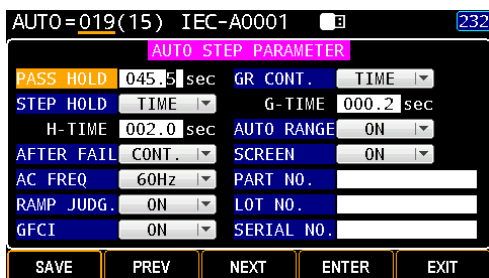 AUTO=019(15) IEC-A0001 232
AUTO STEP PARAMETER
PASS HOLD 045.5 sec GR CONT. TIME
STEP HOLD TIME G-TIME 000.2 sec
H-TIME 002.0 sec AUTO RANGE ON
AFTER FAIL CONT. SCREEN ON
AC FREQ 60Hz PART NO.
RAMP JUDG. ON LOT NO.
GFCI ON SERIAL NO.
SAVE PREV NEXT ENTER EXIT